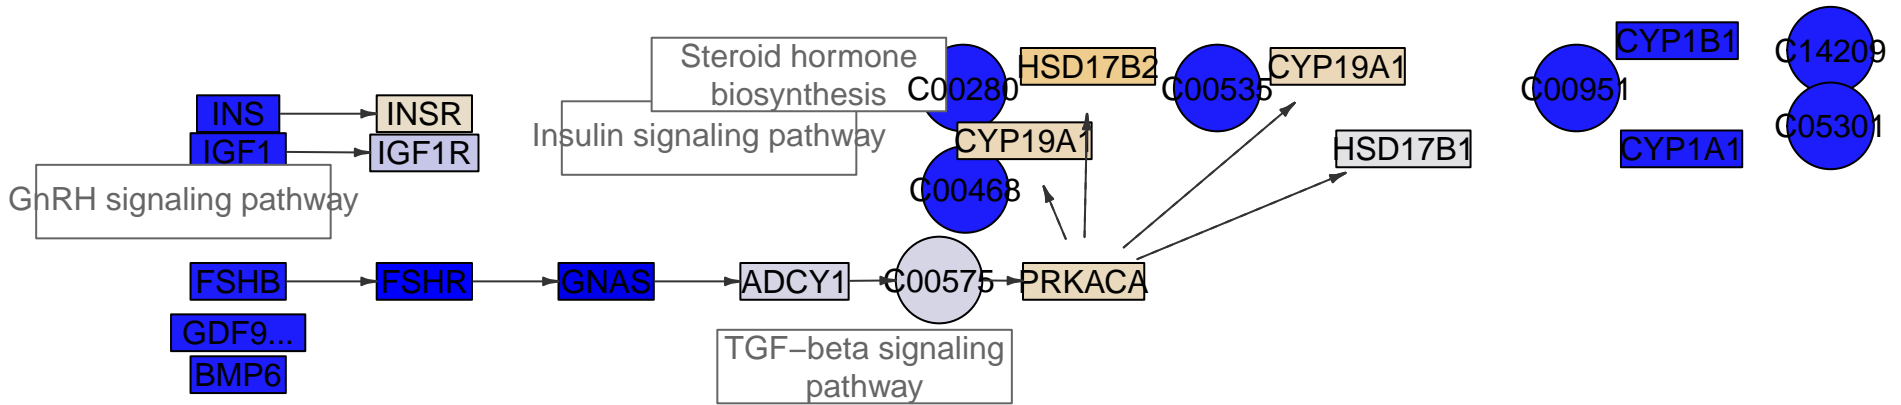 Steroid hormone
biosynthesis
C00280
HSD17B2
C00535
CYP19A1
C00951
CYP1B1
C14209
INS
INSR
Insulin signaling pathway
CYP19A1
HSD17B1
CYP1A1
C05301
IGF1
IGF1R
GnRH signaling pathway
C00468
FSHB
FSHR
GNAS
ADCY1
C00575
PRKACA
GDF9...
BMP6
TGF−beta signaling
pathway